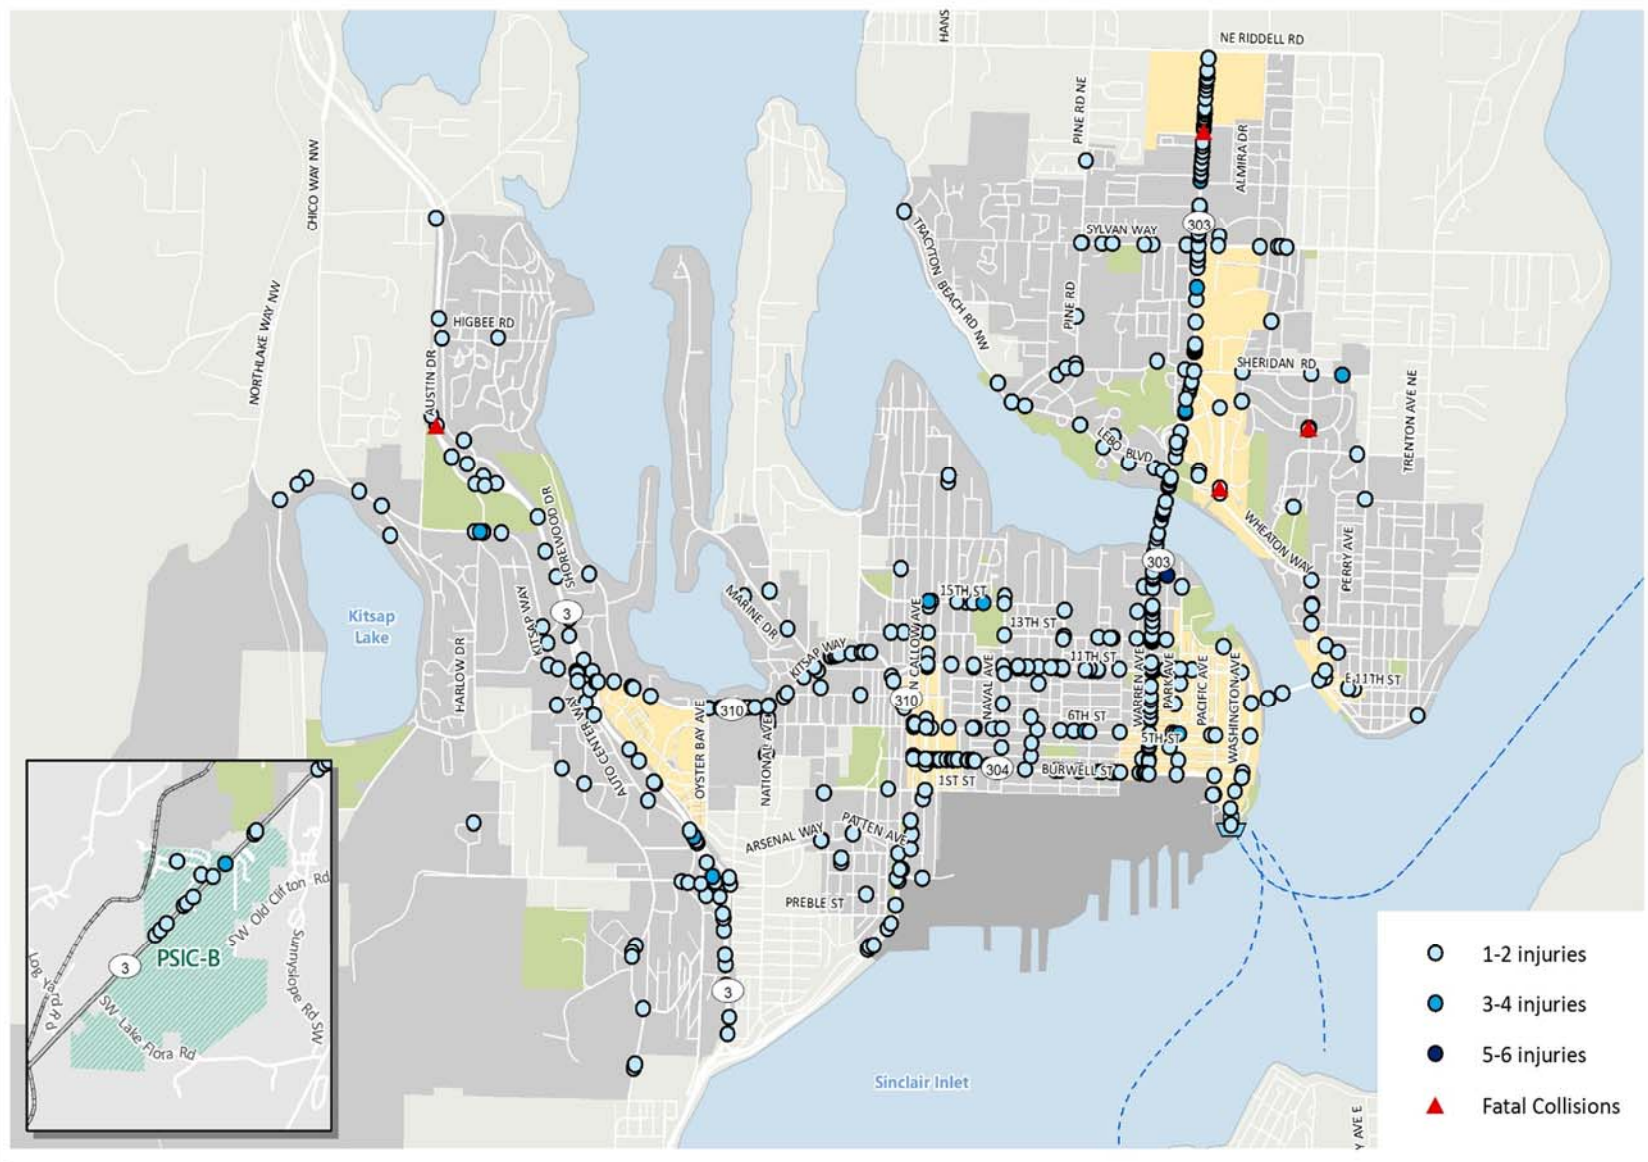 HANS
NE RIDDELL RD
PINE RD NE
ALMIRA DR
CHICO WAY NW
TRACYTON BEACH RD NW
SYLVAN WAY
303
NORTHLAKE WAY NW
HIGBEE RD
PINE RD
AUSTIN DR
SHERIDAN RD
TRENTON AVE NE
LEBO BLVD
SHOREWOOD DR
WHEATON WAY
PERRY AVE
303
Kitsap
Lake
3
KITSAP WAY
MARINE DR
15TH ST
13TH ST
N CALLOW AVE
HARLOW DR
KITSAP WAY
11TH ST
NAVAL AVE
WARREN AVE
PARK AVE
PACIFIC AVE
WASHINGTON AVE
E 11TH ST
310
310
6TH ST
5TH ST
AUTO CENTER WAY
OYSTER BAY AVE
NATIONAL AVE
304
BURWELL ST
1ST ST
ARSENAL WAY
PATTEN AVE
PREBLE ST
3
Sinclair Inlet
Y AVE E
SW Old Clifton Rd
PSIC-B
3
Log Yard Rd
Sunnyslope Rd SW
SW Lake Flora Rd
1-2 injuries
3-4 injuries
5-6 injuries
Fatal Collisions